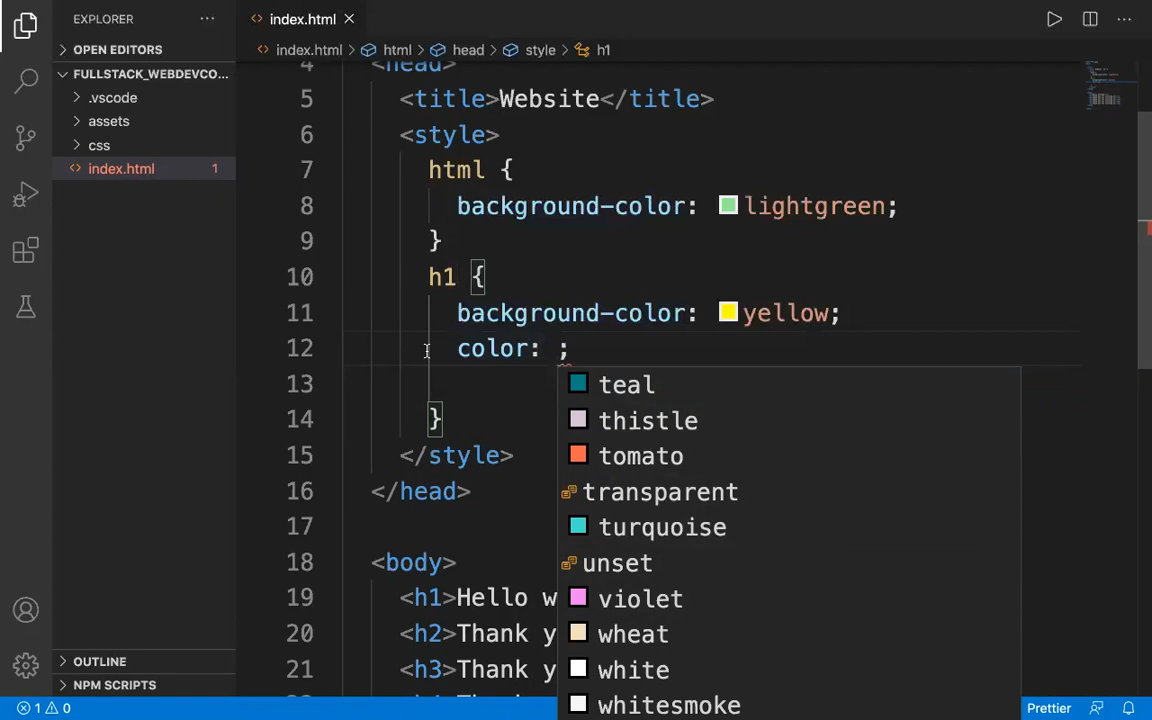 EXPLORER ...
index.html
OPEN EDITORS
index.html > html > head > style > h1
FULLSTACK_WEBDEVCO...
.vscode
assets
css
index.html 1
4 <head>
5 <title>Website</title>
6 <style>
7 html {
8 background-color: lightgreen;
9 }
10 h1 {
11 background-color: yellow;
12 color: ;
13
14 }
15 </style>
16 </head>
17
18 <body>
19 <h1>Hello w
20 <h2>Thank y
21 <h3>Thank y
teal
thistle
tomato
transparent
turquoise
unset
violet
wheat
white
whitesmoke
OUTLINE
NPM SCRIPTS
1 0
Prettier